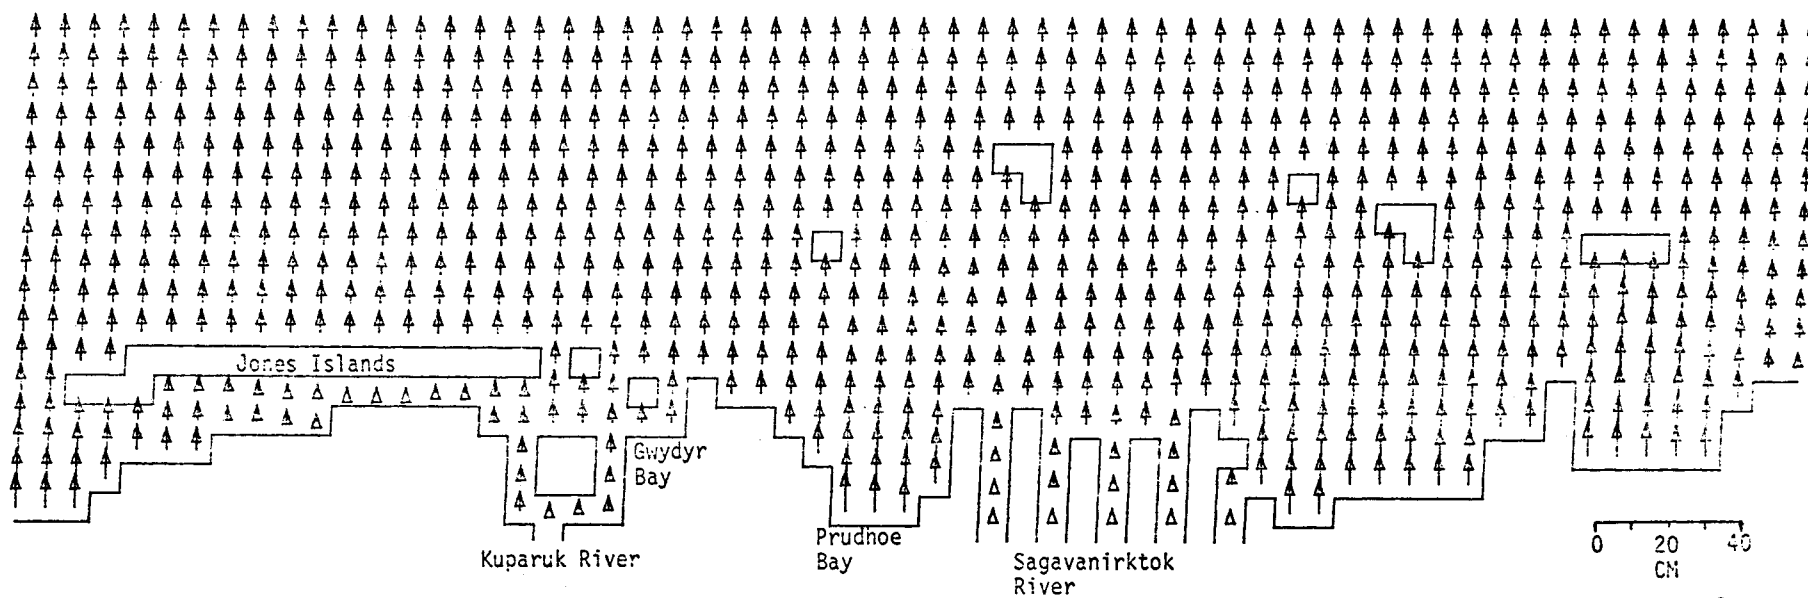 Jones Islands
Gwydyr
Bay
Kuparuk River
Prudhoe
Bay
Sagavanirktok
River
0 20 40
CM